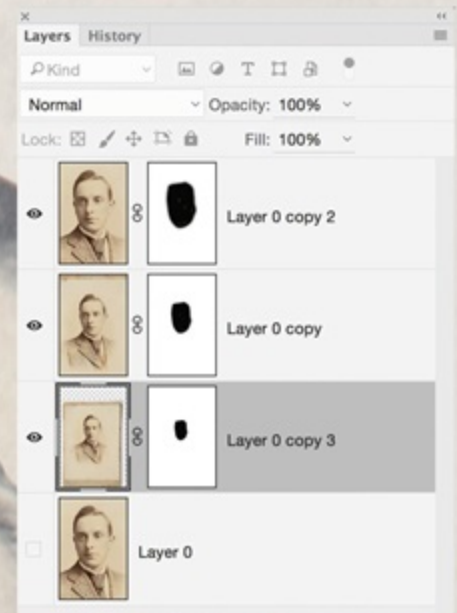 Layers History
Kind
Normal Opacity: 100%
Lock: Fill: 100%
Layer 0 copy 2
Layer 0 copy
Layer 0 copy 3
Layer 0